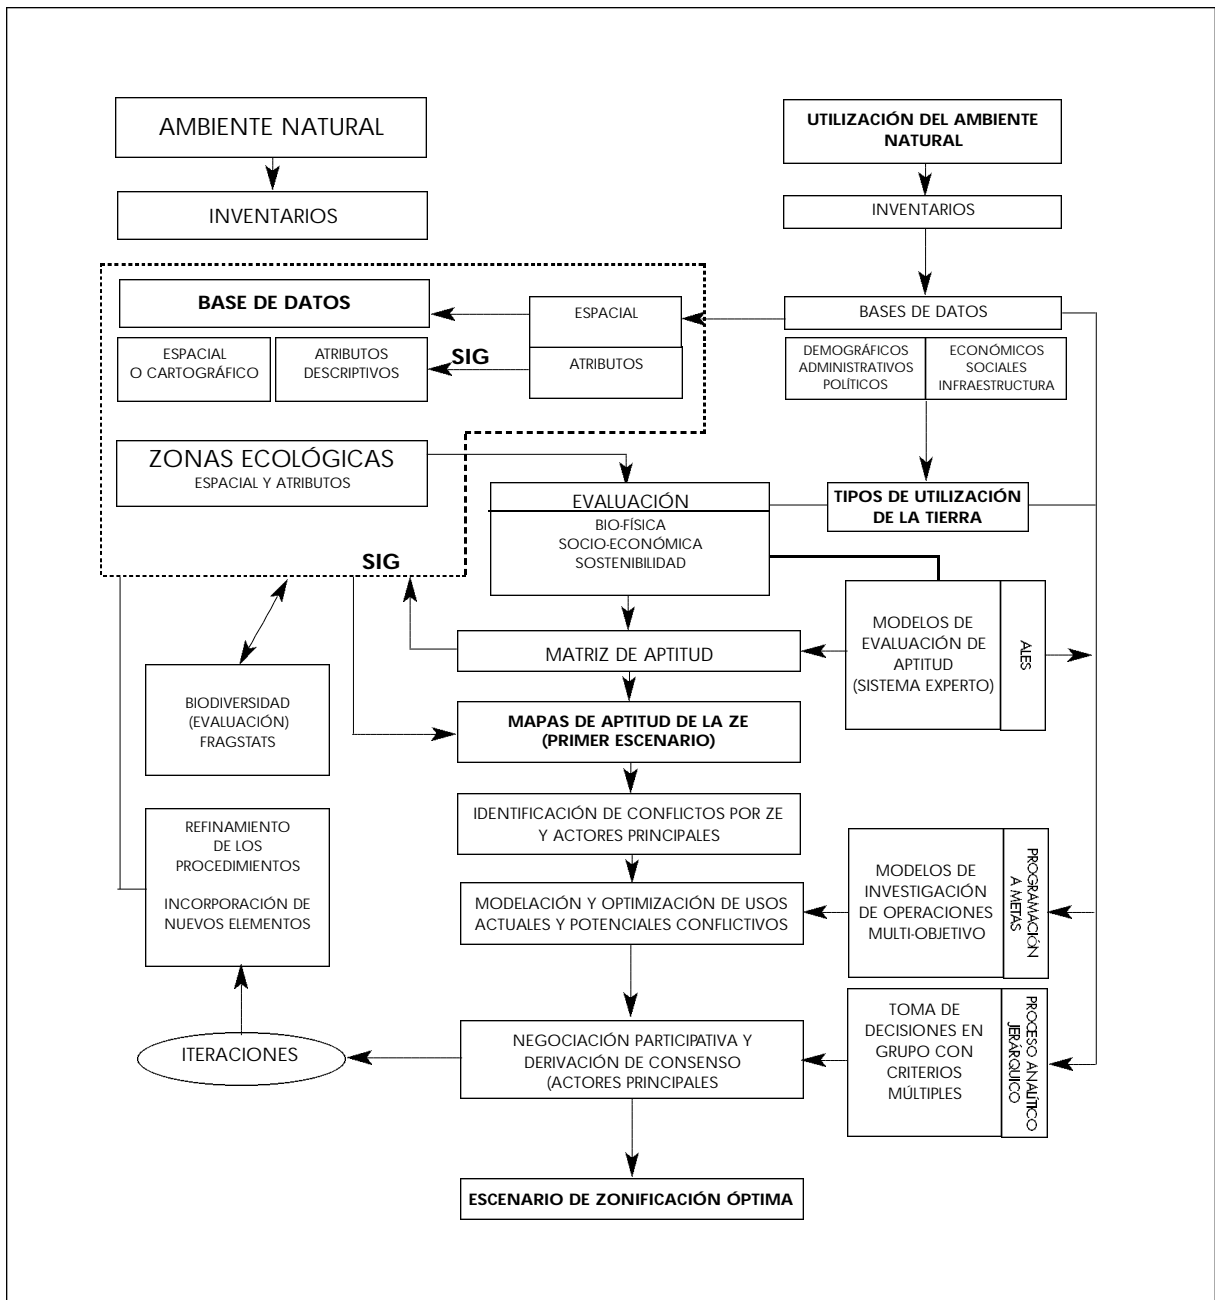 AMBIENTE NATURAL
INVENTARIOS
UTILIZACIÓN DEL AMBIENTE
NATURAL
INVENTARIOS
BASE DE DATOS
ESPACIAL
O CARTOGRÁFICO
ATRIBUTOS
DESCRIPTIVOS
SIG
ESPACIAL
ATRIBUTOS
BASES DE DATOS
DEMOGRÁFICOS
ADMINISTRATIVOS
POLÍTICOS
ECONÓMICOS
SOCIALES
INFRAESTRUCTURA
ZONAS ECOLÓGICAS
ESPACIAL Y ATRIBUTOS
SIG
EVALUACIÓN
BIO-FÍSICA
SOCIO-ECONÓMICA
SOSTENIBILIDAD
TIPOS DE UTILIZACIÓN
DE LA TIERRA
MATRIZ DE APTITUD
MODELOS DE
EVALUACIÓN DE
APTITUD
(SISTEMA EXPERTO)
ALES
BIODIVERSIDAD
(EVALUACIÓN)
FRAGSTATS
MAPAS DE APTITUD DE LA ZE
(PRIMER ESCENARIO)
IDENTIFICACIÓN DE CONFLICTOS POR ZE
Y ACTORES PRINCIPALES
REFINAMIENTO
DE LOS
PROCEDIMIENTOS
INCORPORACIÓN DE
NUEVOS ELEMENTOS
MODELACIÓN Y OPTIMIZACIÓN DE USOS
ACTUALES Y POTENCIALES CONFLICTIVOS
MODELOS DE
INVESTIGACIÓN
DE OPERACIONES
MULTI-OBJETIVO
PROGRAMACIÓN
A METAS
ITERACIONES
NEGOCIACIÓN PARTICIPATIVA Y
DERIVACIÓN DE CONSENSO
(ACTORES PRINCIPALES
TOMA DE
DECISIONES EN
GRUPO CON
CRITERIOS
MÚLTIPLES
PROCESO ANALÍTICO
JERÁRQUICO
ESCENARIO DE ZONIFICACIÓN ÓPTIMA